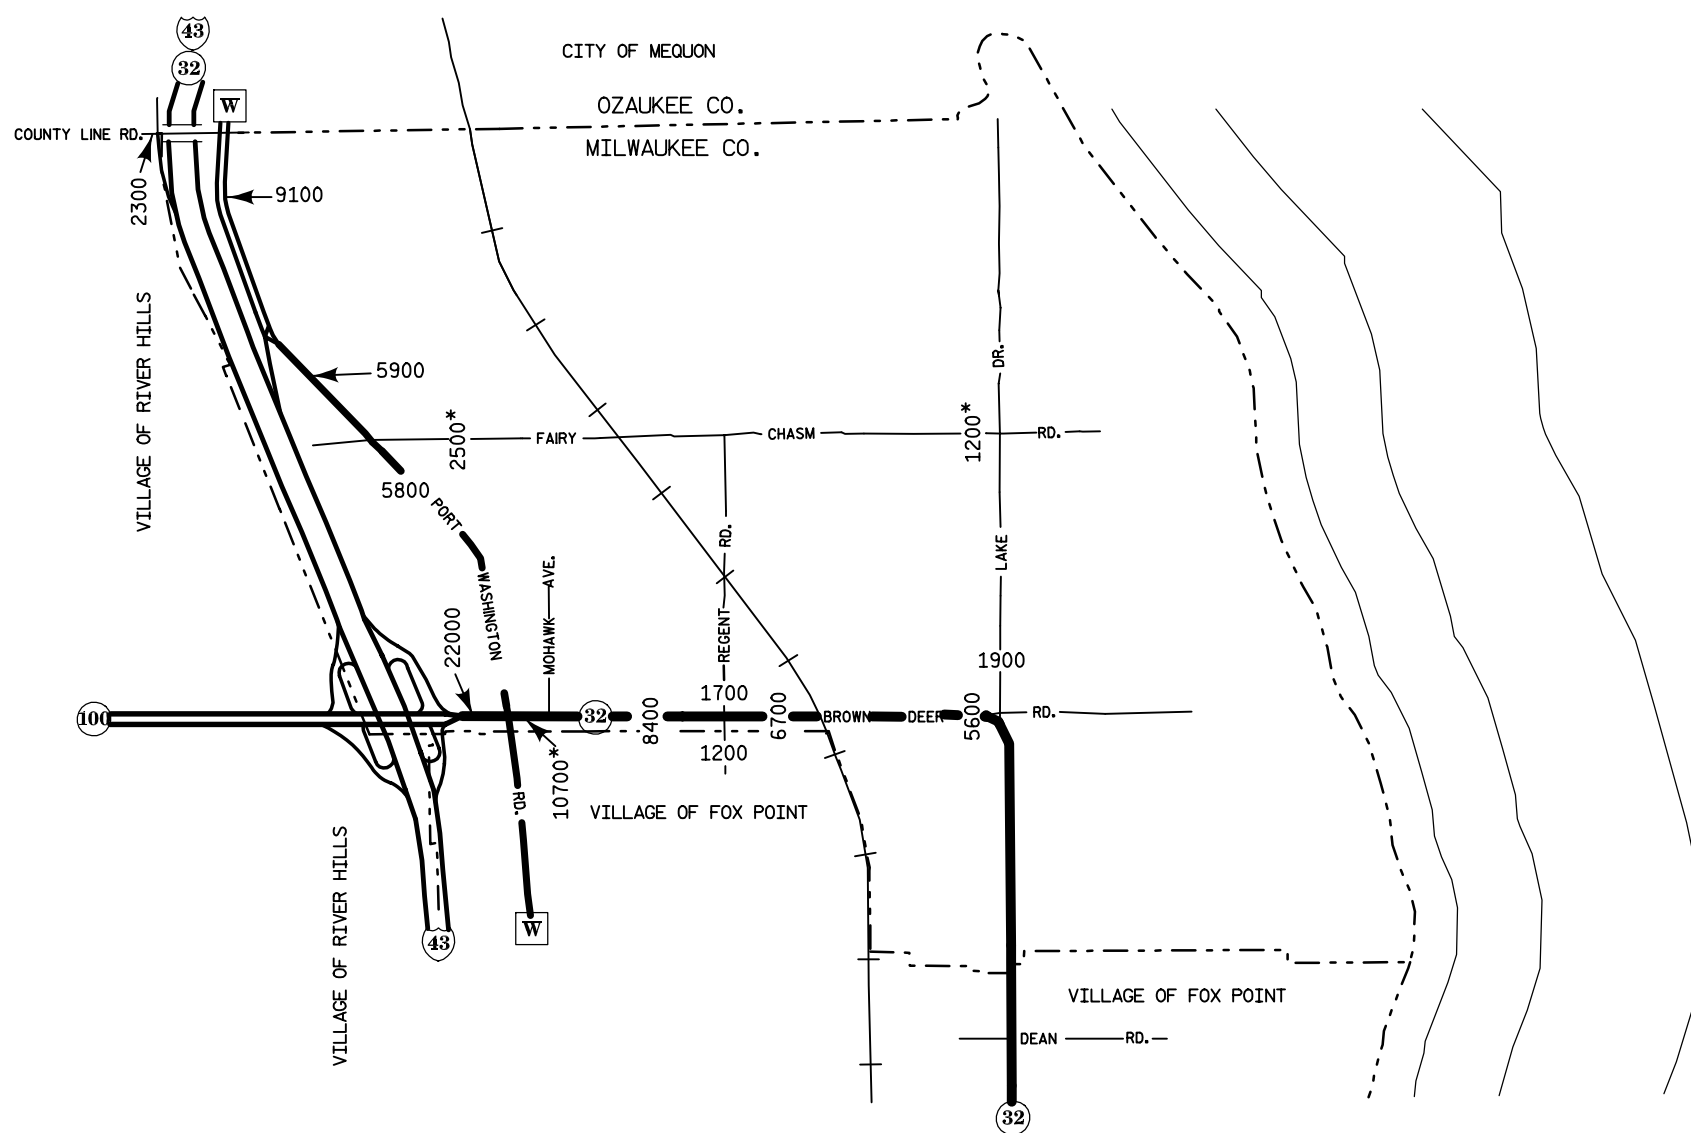 43
CITY OF MEQUON
32
W
OZAUKEE CO.
COUNTY LINE RD.
MILWAUKEE CO.
2300
9100
VILLAGE OF RIVER HILLS
DR.
5900
2500*
FAIRY
CHASM
1200*
RD.
5800
PORT
RD.
LAKE
WASHINGTON
MOHAWK AVE.
22000
REGENT
1900
1700
100
32
8400
6700
BROWN
DEER
5600
RD.
1200
10700*
RD.
VILLAGE OF FOX POINT
VILLAGE OF RIVER HILLS
W
43
VILLAGE OF FOX POINT
DEAN
RD.
32